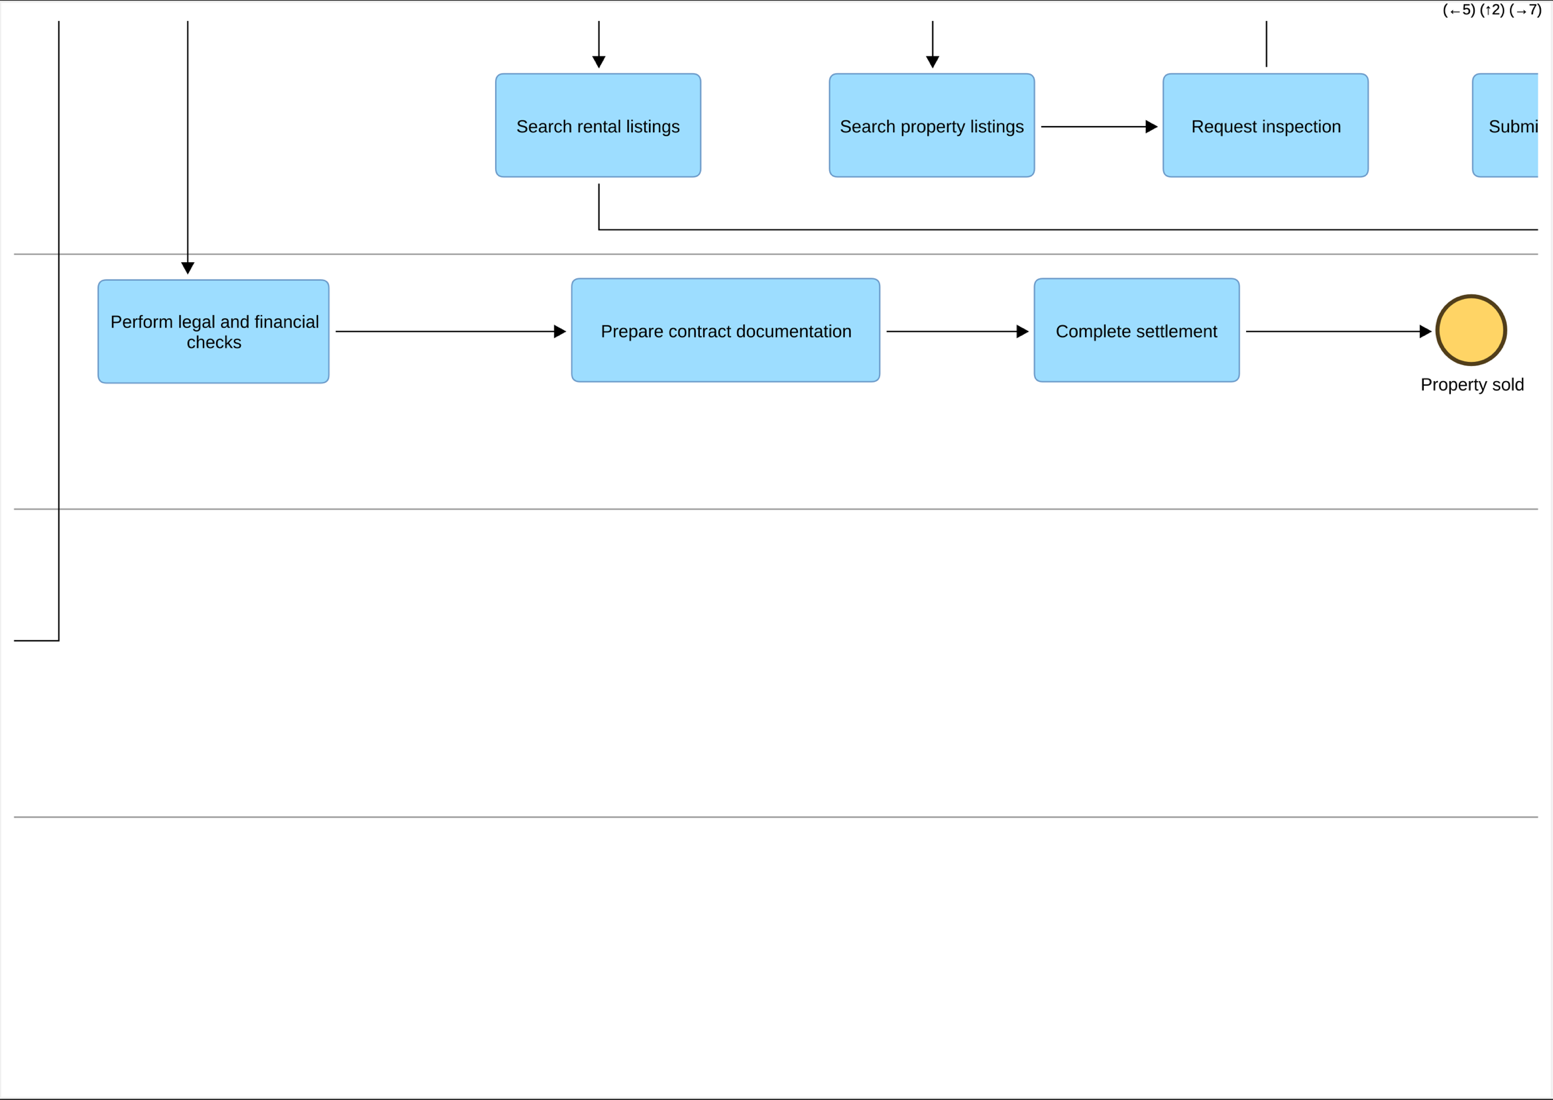 (←5) (↑2) (→7)
Search rental listings
Search property listings
Request inspection
Submi
Perform legal and financial
checks
Prepare contract documentation
Complete settlement
Property sold